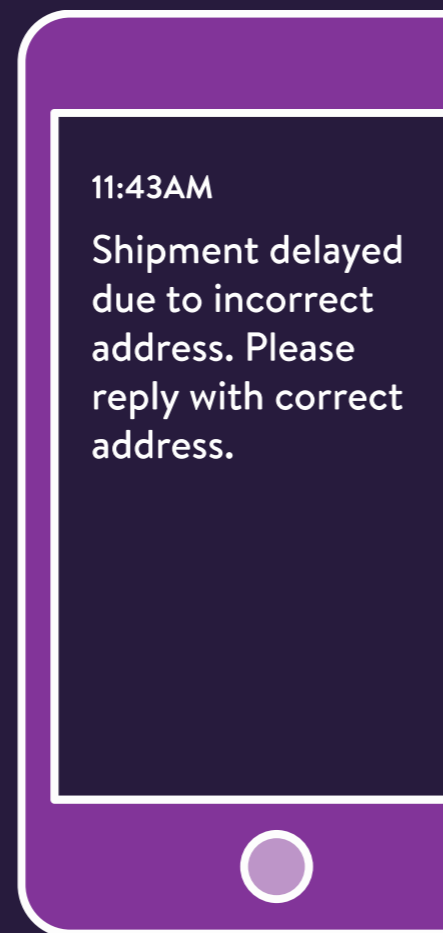 11:43AM
Shipment delayed
due to incorrect
address. Please
reply with correct
address.